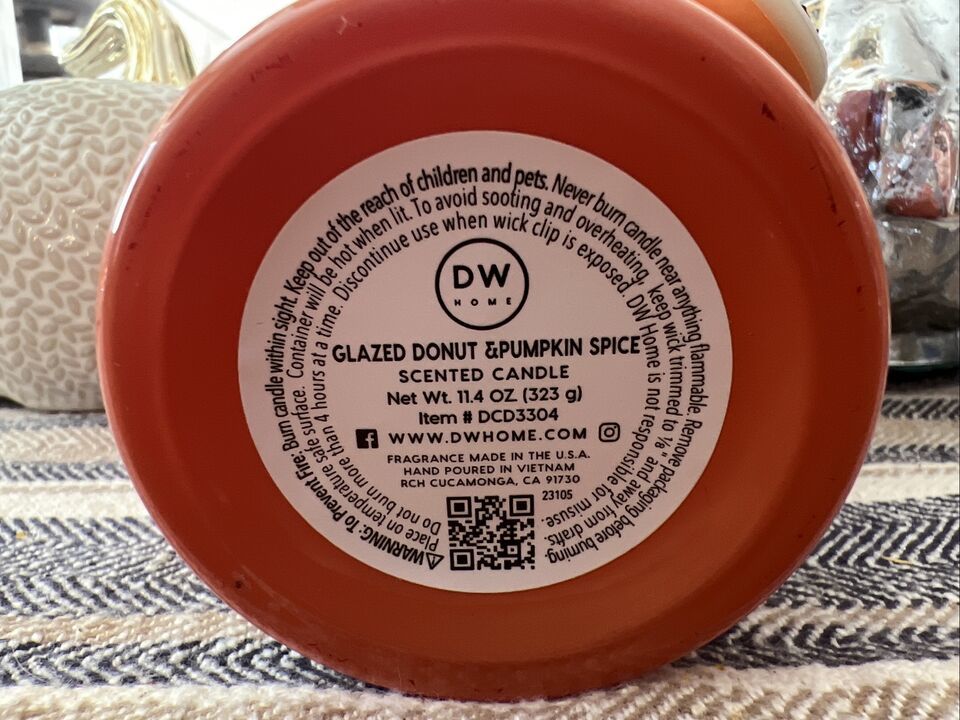 ⚠WARNING: To Prevent Fire: Burn candle within sight. Keep out of the reach of children and pets. Never burn candle near anything flammable. Remove packaging before burning.
Place on temperature safe surface. Container will be hot when lit. To avoid sooting and overheating, keep wick trimmed to 1/8" and away from drafts.
Do not burn more than 4 hours at a time. Discontinue use when wick clip is exposed. DW Home is not responsible for misuse.
DW
HOME
GLAZED DONUT &PUMPKIN SPICE
SCENTED CANDLE
Net Wt. 11.4 OZ. (323 g)
Item # DCD3304
WWW.DWHOME.COM
FRAGRANCE MADE IN THE U.S.A.
HAND POURED IN VIETNAM
RCH CUCAMONGA, CA 91730
23105